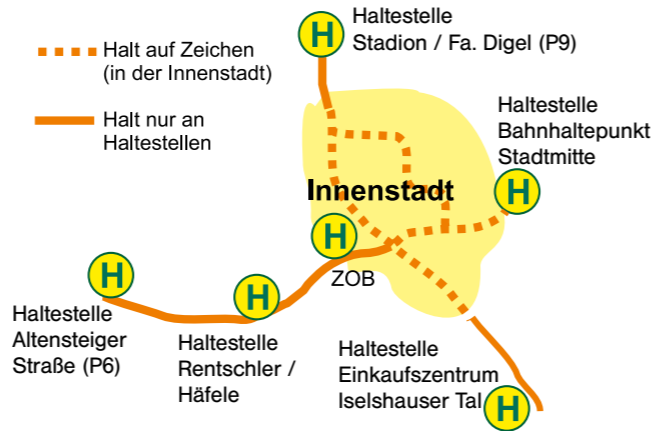 H
Haltestelle
Stadion / Fa. Digel (P9)
Halt auf Zeichen
(in der Innenstadt)
Halt nur an
Haltestellen
Haltestelle
Bahnhaltepunkt
Stadtmitte
H
Innenstadt
H
ZOB
H
Haltestelle
Altensteiger
Straße (P6)
H
Haltestelle
Rentschler /
Häfele
Haltestelle
Einkaufszentrum
Iselshauser Tal
H